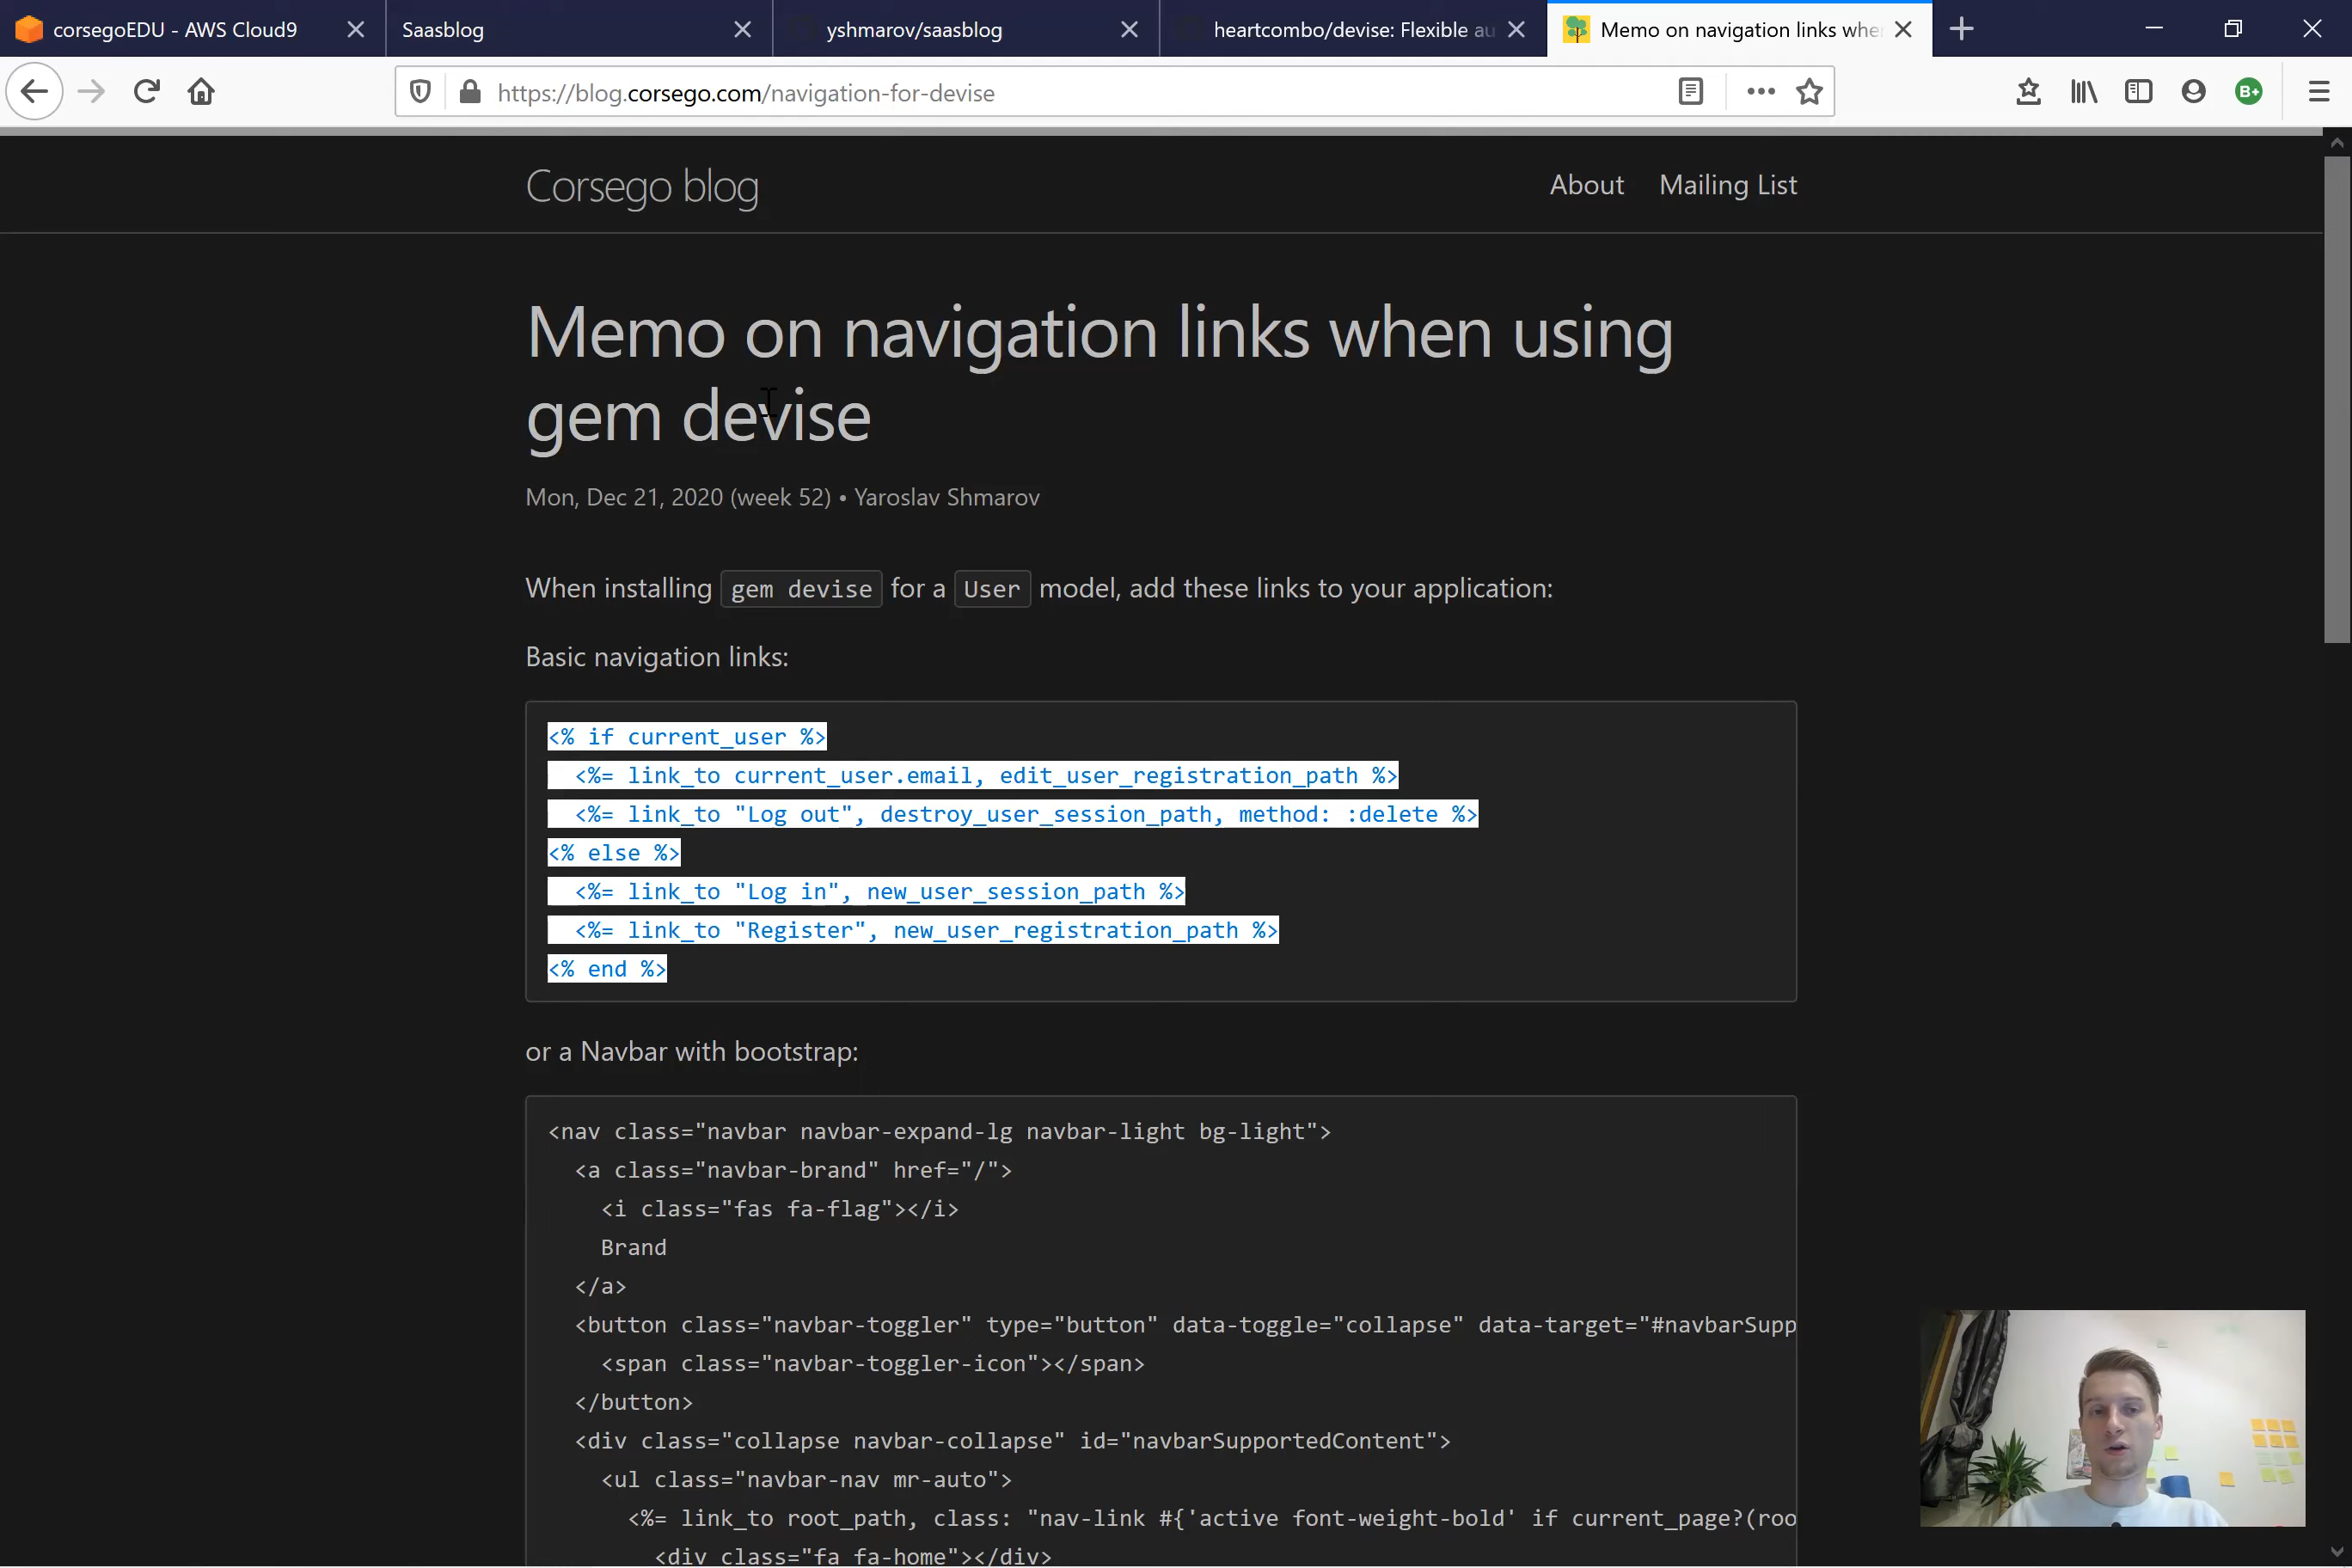 corsegoEDU - AWS Cloud9
Saasblog
yshmarov/saasblog
heartcombo/devise: Flexible au
Memo on navigation links whe
https://blog.corsego.com/navigation-for-devise
B+
Corsego blog
About
Mailing List
Memo on navigation links when using
gem devise
Mon, Dec 21, 2020 (week 52) • Yaroslav Shmarov
When installing gem devise for a User model, add these links to your application:
Basic navigation links:
<% if current_user %>
  <%= link_to current_user.email, edit_user_registration_path %>
  <%= link_to "Log out", destroy_user_session_path, method: :delete %>
<% else %>
  <%= link_to "Log in", new_user_session_path %>
  <%= link_to "Register", new_user_registration_path %>
<% end %>
or a Navbar with bootstrap:
<nav class="navbar navbar-expand-lg navbar-light bg-light">
  <a class="navbar-brand" href="/">
    <i class="fas fa-flag"></i>
    Brand
  </a>
  <button class="navbar-toggler" type="button" data-toggle="collapse" data-target="#navbarSupp
    <span class="navbar-toggler-icon"></span>
  </button>
  <div class="collapse navbar-collapse" id="navbarSupportedContent">
    <ul class="navbar-nav mr-auto">
      <%= link_to root_path, class: "nav-link #{'active font-weight-bold' if current_page?(roo
        <div class="fa fa-home"></div>